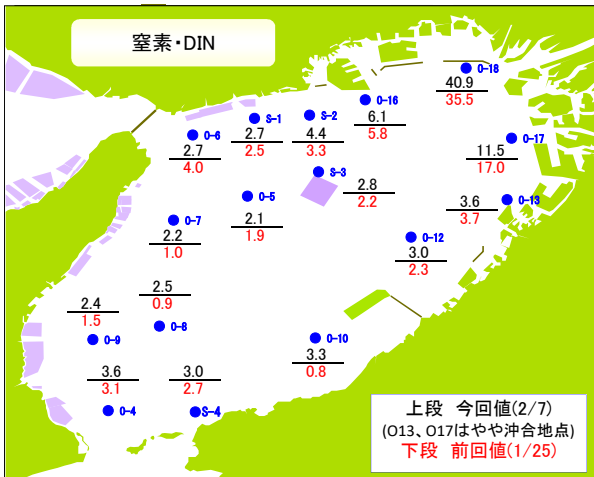 窒素・DIN
O-18
40.9
35.5
O-16
6.1
5.8
S-1
2.7
2.5
S-2
4.4
3.3
O-6
2.7
4.0
O-17
11.5
17.0
S-3
2.8
2.2
O-5
2.1
1.9
O-13
3.6
3.7
O-7
2.2
1.0
O-12
3.0
2.3
2.5
0.9
O-8
2.4
1.5
O-9
O-10
3.3
0.8
3.6
3.1
O-4
3.0
2.7
S-4
上段 今回値(2/7)
(O13、O17はやや沖合地点)
下段 前回値(1/25)